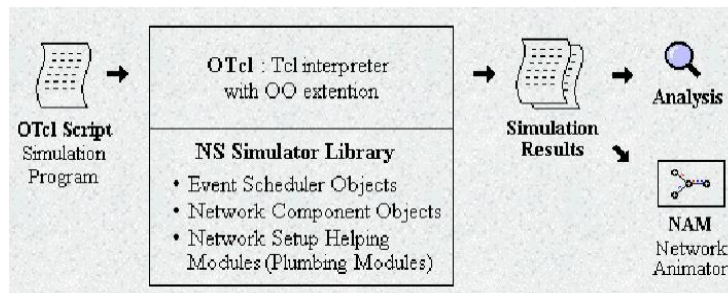 OTcl Script
Simulation
Program
OTcl : Tcl interpreter
with OO extention
NS Simulator Library
• Event Scheduler Objects
• Network Component Objects
• Network Setup Helping
Modules (Plumbing Modules)
Simulation
Results
Analysis
NAM
Network
Animator